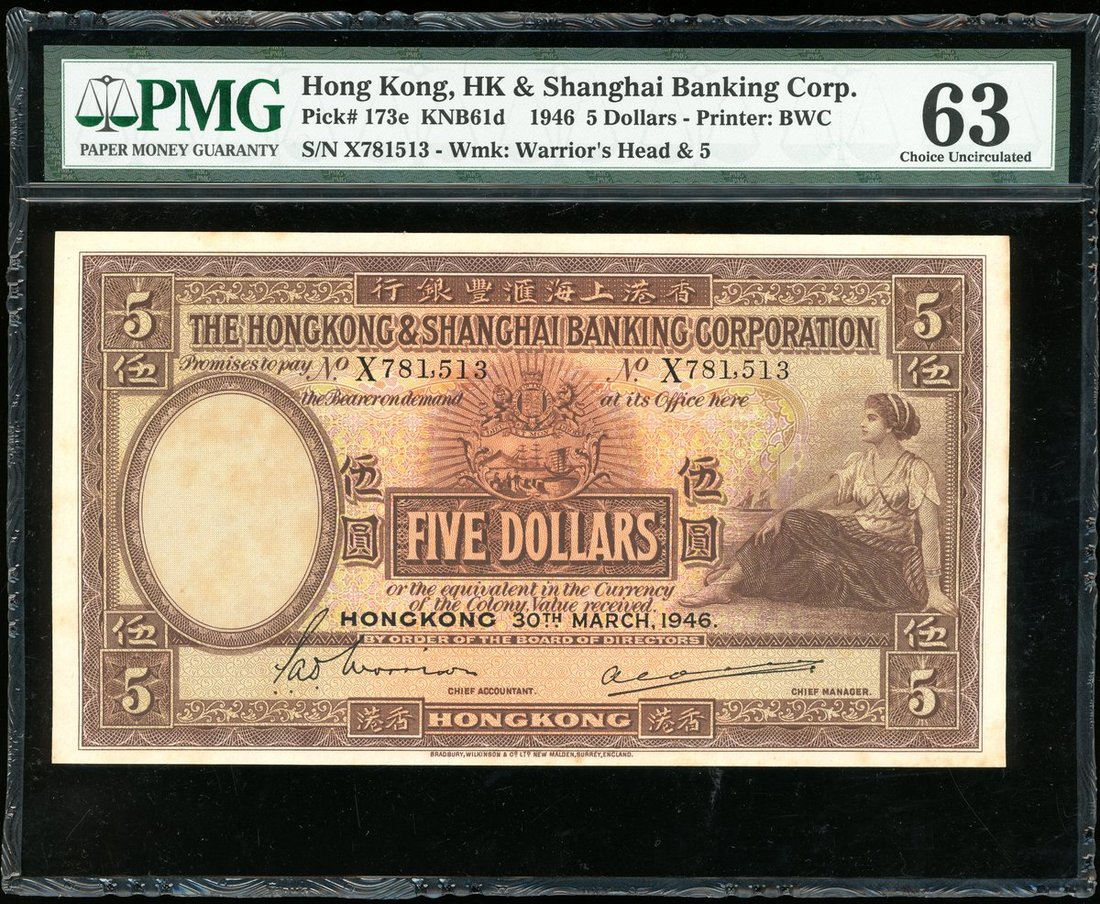 PMG
PAPER MONEY GUARANTY
Hong Kong, HK & Shanghai Banking Corp.
Pick# 173e KNB61d 1946 5 Dollars - Printer: BWC
S/N X781513 - Wmk: Warrior's Head & 5
63
Choice Uncirculated
香港上海滙豐銀行
5
5
THE HONGKONG & SHANGHAI BANKING CORPORATION
伍
伍
Promises to pay No X781,513 No X781,513
the Bearer on demand at its Office here
伍圓
伍圓
FIVE DOLLARS
or the equivalent in the Currency
of the Colony, Value received.
HONGKONG 30TH MARCH, 1946.
BY ORDER OF THE BOARD OF DIRECTORS
伍
伍
5
5
CHIEF ACCOUNTANT.
CHIEF MANAGER.
香港 HONGKONG 香港
BRADBURY, WILKINSON & Co LTD NEW MALDEN, SURREY, ENGLAND.